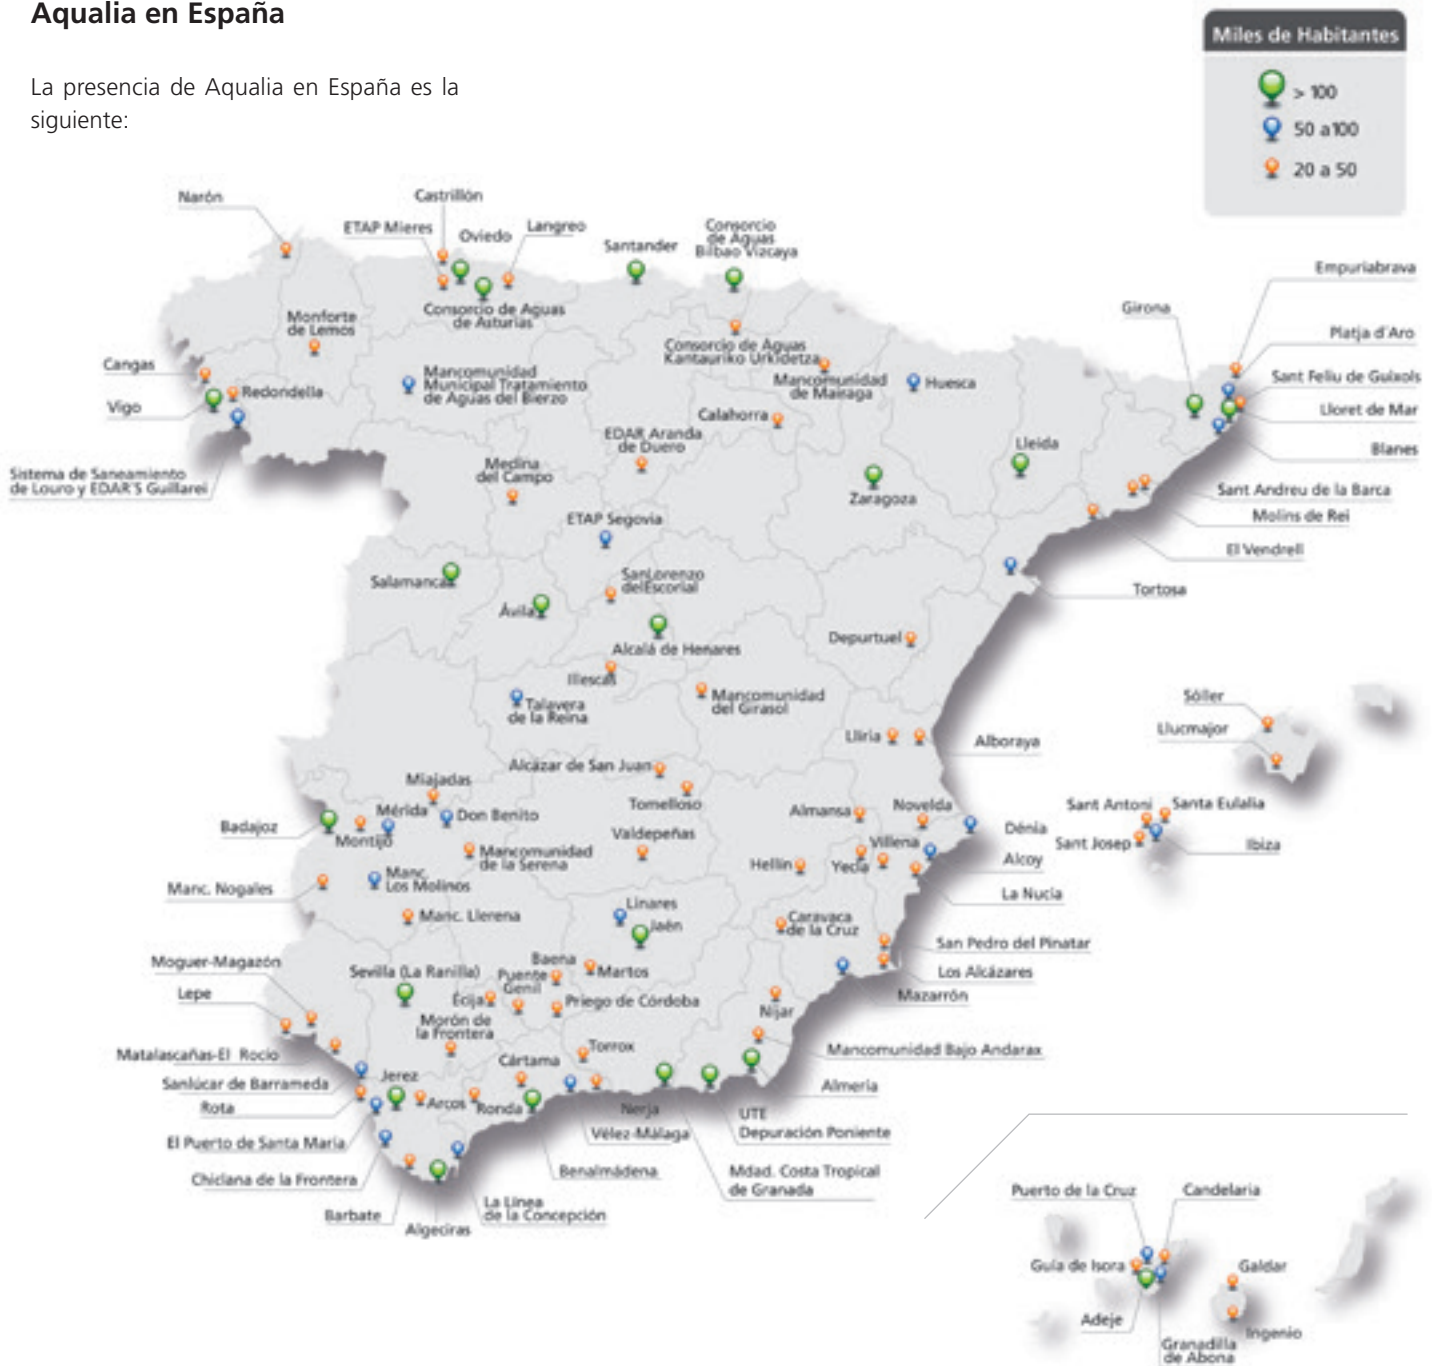 Aqualia en España
La presencia de Aqualia en España es la
siguiente:
Miles de Habitantes
> 100
50 a100
20 a 50
Narón
Castrillón
ETAP Mieres
Oviedo
Langreo
Santander
Consorcio
de Aguas
Bilbao Vizcaya
Consorcio de Aguas
de Asturias
Monforte
de Lemos
Cangas
Redondella
Vigo
Sistema de Saneamiento
de Louro y EDAR'S Guillarei
Mancomunidad
Municipal Tratamiento
de Aguas del Bierzo
Consorcio de Aguas
Kantauriko Urkidetza
Mancomunidad
de Mairaga
Huesca
Calahorra
EDAR Aranda
de Duero
Medina
del Campo
ETAP Segovia
Zaragoza
Lleida
Girona
Empuriabrava
Platja d'Aro
Sant Feliu de Guixols
Lloret de Mar
Blanes
Sant Andreu de la Barca
Molins de Rei
El Vendrell
Tortosa
Salamanca
Ávila
SanLorenzo
delEscorial
Alcalá de Henares
Depurtuel
Illescas
Talavera
de la Reina
Mancomunidad
del Girasol
Lliria
Alboraya
Sóller
Llucmajor
Sant Antoni
Santa Eulalia
Sant Josep
Ibiza
Alcázar de San Juan
Tomelloso
Miajadas
Mérida
Don Benito
Badajoz
Montijo
Mancomunidad
de la Serena
Valdepeñas
Almansa
Novelda
Dénia
Villena
Alcoy
Hellín
Yecla
La Nucia
Manc. Nogales
Manc.
Los Molinos
Manc. Llerena
Linares
Jaén
Caravaca
de la Cruz
San Pedro del Pinatar
Los Alcázares
Mazarrón
Moguer-Magazón
Lepe
Sevilla (La Ranilla)
Écija
Puente
Genil
Baena
Martos
Priego de Córdoba
Morón de
la Frontera
Nijar
Matalascañas-El Rocío
Sanlúcar de Barrameda
Rota
Jerez
Arcos
Ronda
Cártama
Torrox
Nerja
Vélez-Málaga
Mancomunidad Bajo Andarax
Almería
UTE
Depuración Poniente
El Puerto de Santa María
Chiclana de la Frontera
Barbate
Algeciras
La Línea
de la Concepción
Benalmádena
Mdad. Costa Tropical
de Granada
Puerto de la Cruz
Candelaria
Guía de Isora
Adeje
Granadilla
de Abona
Galdar
Ingenio